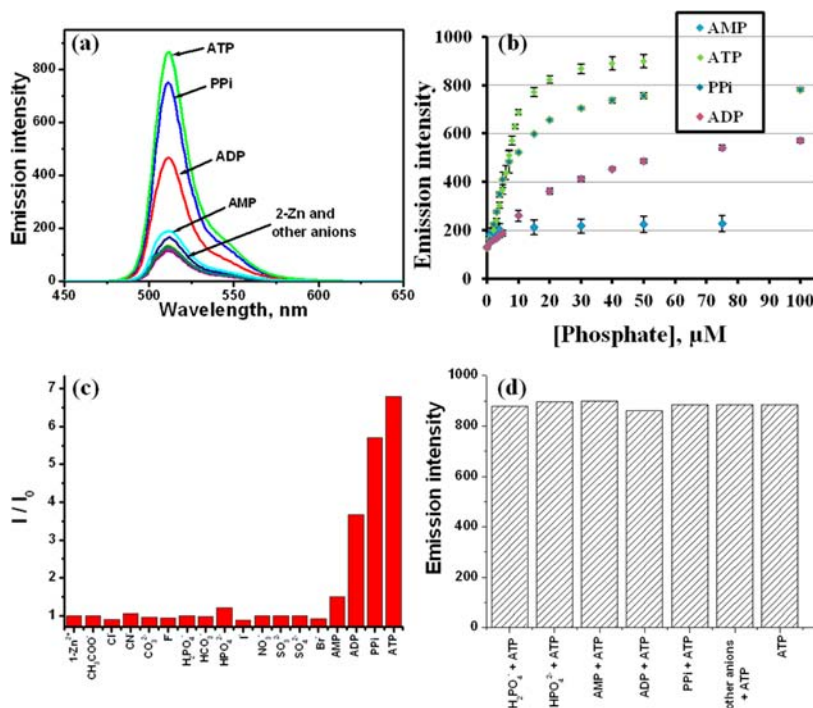 (a)
ATP
PPi
ADP
AMP
2-Zn and
other anions
Emission intensity
800
600
400
200
0
450 500 550 600 650
Wavelength, nm
(b)
AMP
ATP
PPi
ADP
Emission intensity
1000
800
600
400
200
0
0 10 20 30 40 50 60 70 80 90 100
[Phosphate], µM
(c)
I / I₀
7
6
5
4
3
2
1
1-Zn²⁺
CH₃COO⁻
Cl⁻
CN⁻
CO₃²⁻
F⁻
H₂PO₄⁻
HCO₃⁻
HPO₄²⁻
I⁻
NO₃⁻
SO₃²⁻
SO₄²⁻
Br⁻
AMP
ADP
PPi
ATP
(d)
Emission intensity
1000
800
600
400
200
0
H₂PO₄⁻ + ATP
HPO₄²⁻ + ATP
AMP + ATP
ADP + ATP
PPi + ATP
other anions
+ ATP
ATP